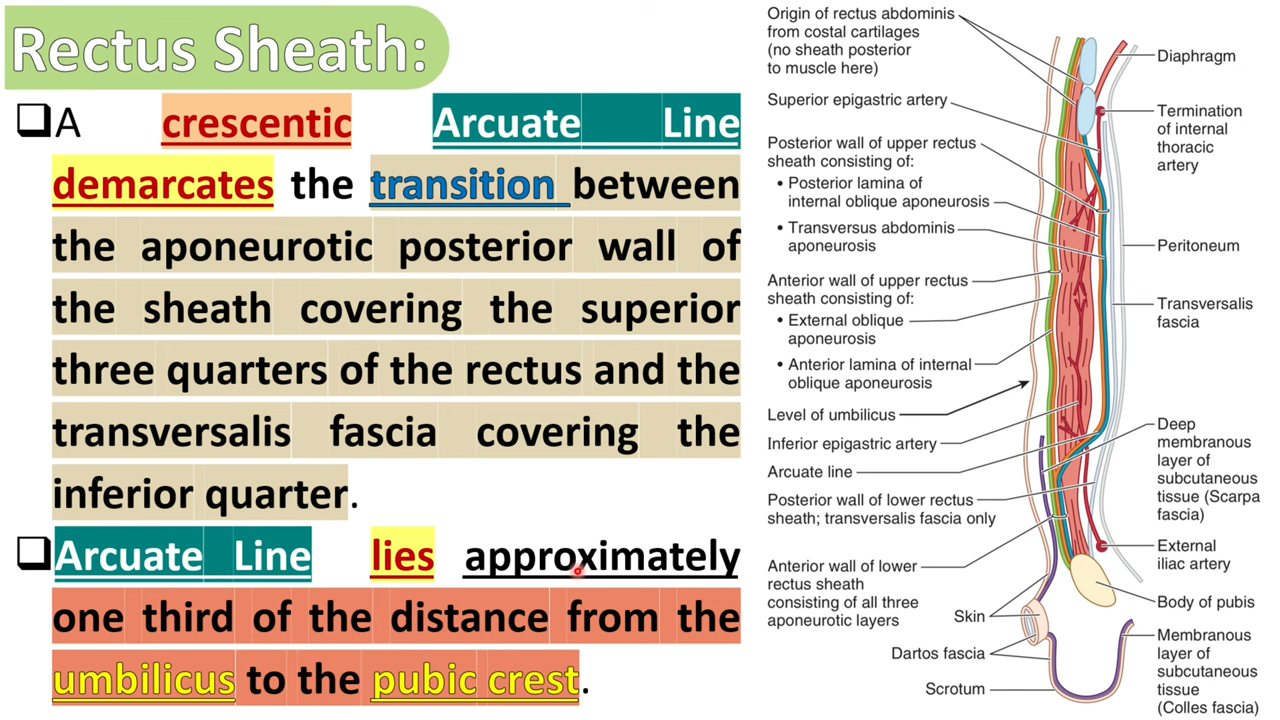 Rectus Sheath:
❑A crescentic Arcuate Line
demarcates the transition between
the aponeurotic posterior wall of
the sheath covering the superior
three quarters of the rectus and the
transversalis fascia covering the
inferior quarter.
❑Arcuate Line lies approximately
one third of the distance from the
umbilicus to the pubic crest.
Origin of rectus abdominis
from costal cartilages
(no sheath posterior
to muscle here)
Superior epigastric artery
Posterior wall of upper rectus
sheath consisting of:
• Posterior lamina of
internal oblique aponeurosis
• Transversus abdominis
aponeurosis
Anterior wall of upper rectus
sheath consisting of:
• External oblique
aponeurosis
• Anterior lamina of internal
oblique aponeurosis
Level of umbilicus
Inferior epigastric artery
Arcuate line
Posterior wall of lower rectus
sheath; transversalis fascia only
Anterior wall of lower
rectus sheath
consisting of all three
aponeurotic layers
Skin
Dartos fascia
Scrotum
Diaphragm
Termination
of internal
thoracic
artery
Peritoneum
Transversalis
fascia
Deep
membranous
layer of
subcutaneous
tissue (Scarpa
fascia)
External
iliac artery
Body of pubis
Membranous
layer of
subcutaneous
tissue
(Colles fascia)